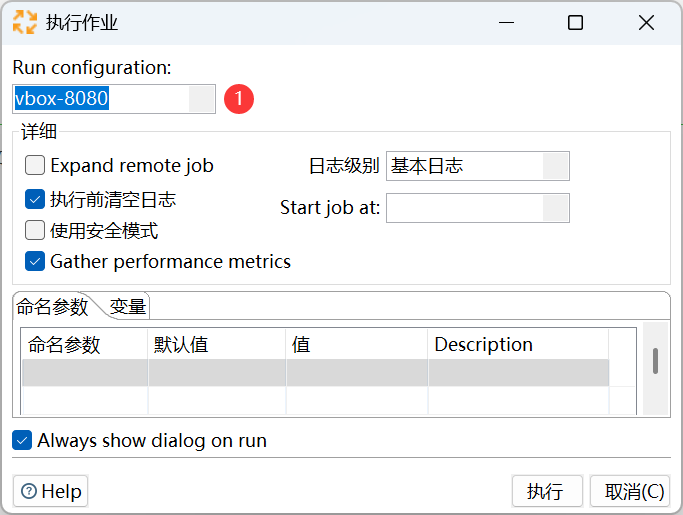 执行作业
Run configuration:
vbox-8080
1
详细
Expand remote job
日志级别 基本日志
执行前清空日志
Start job at:
使用安全模式
Gather performance metrics
命名参数 变量
命名参数 默认值 值 Description
Always show dialog on run
Help 执行 取消(C)